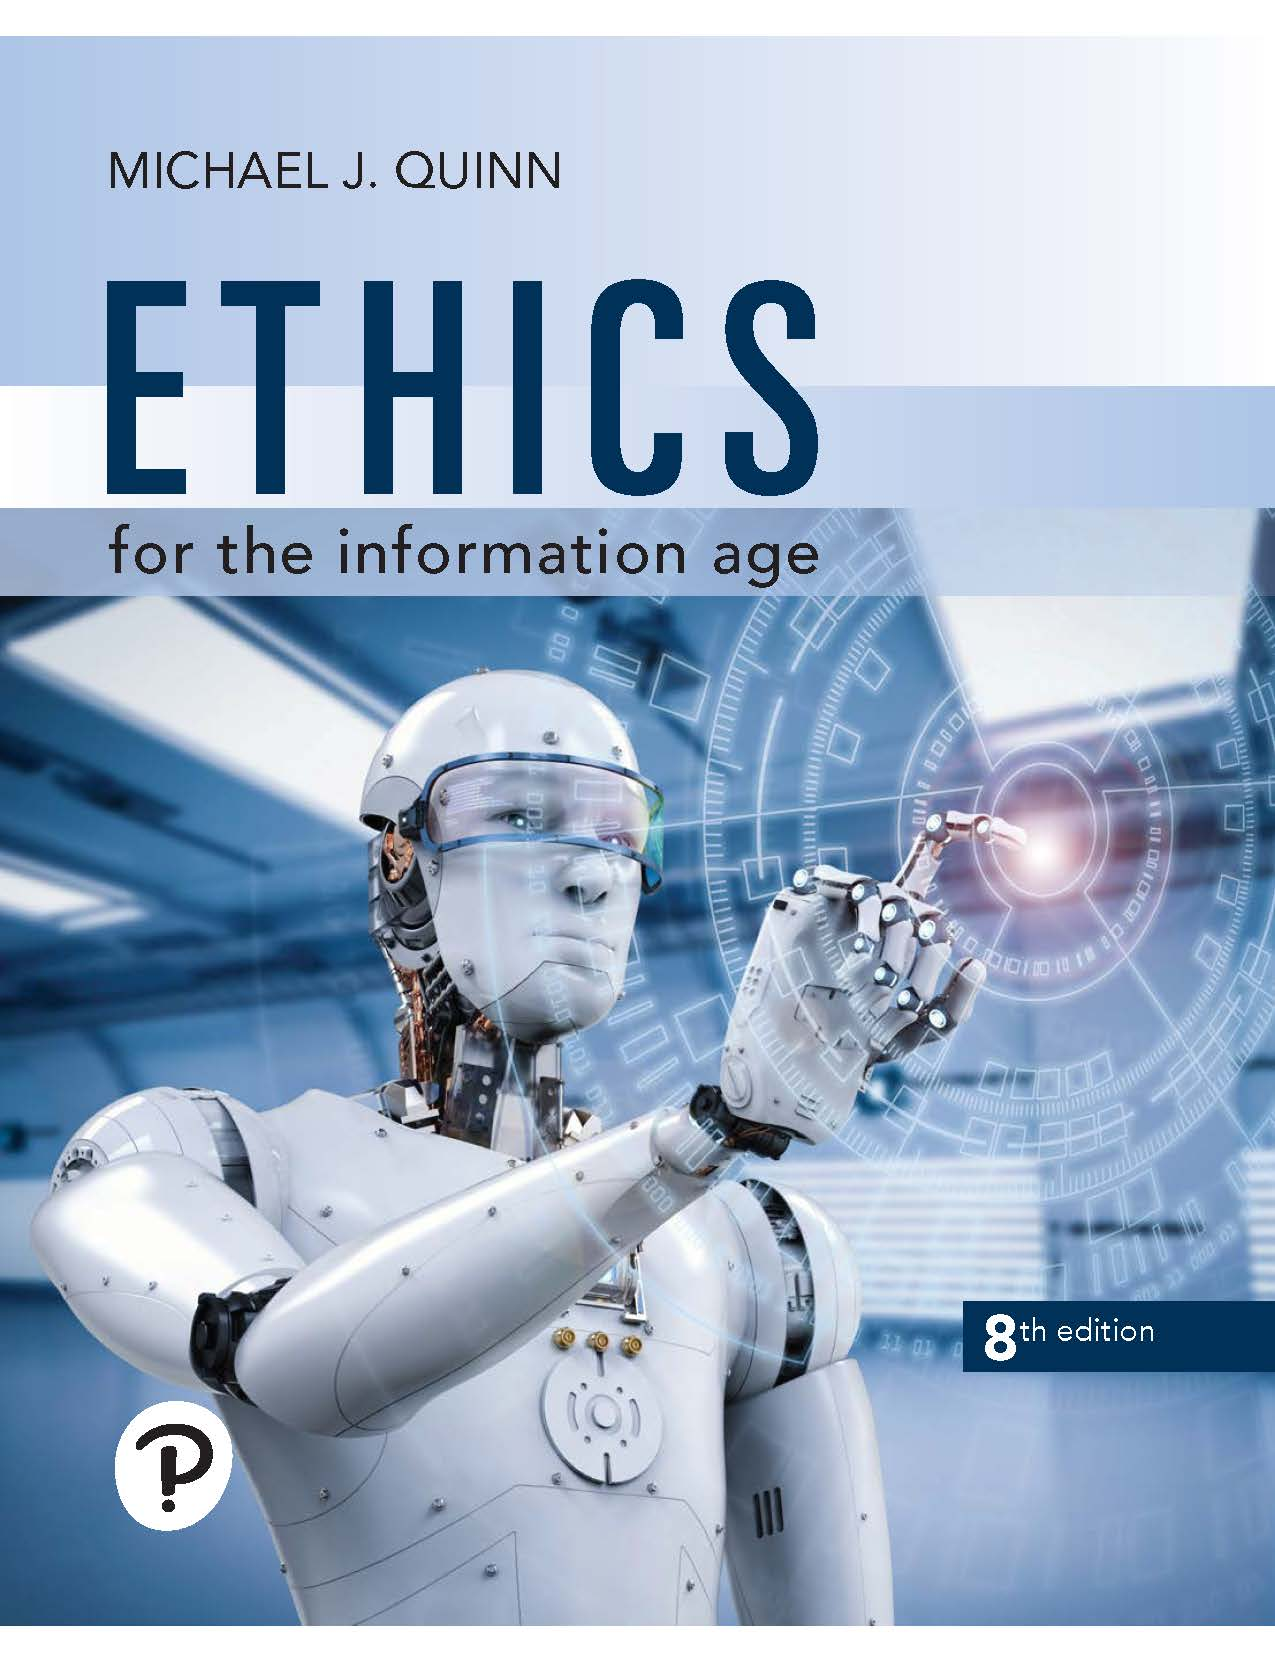 MICHAEL J. QUINN
ETHICS
for the information age
8th edition